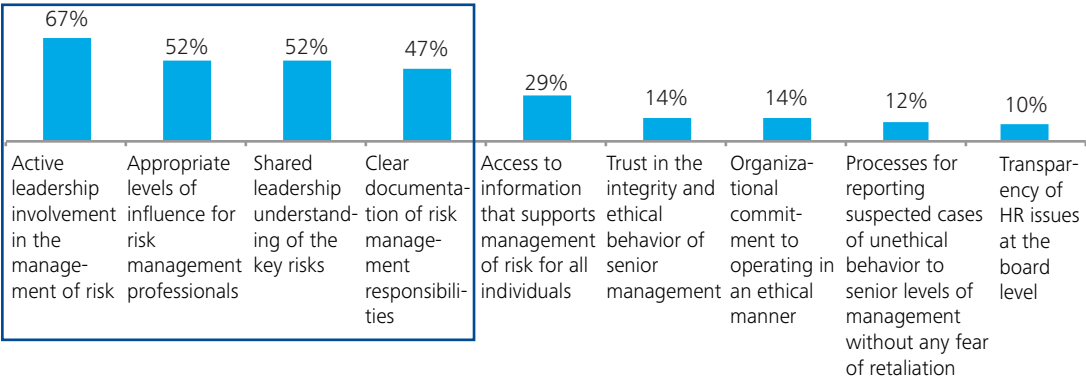 67%
52%
52%
47%
29%
14%
14%
12%
10%
Active
leadership
involvement
in the
manage-
ment of risk
Appropriate
levels of
influence for
risk
management
professionals
Shared
leadership
understand-
ing of the
key risks
Clear
documenta-
tion of risk
manage-
ment
responsibili-
ties
Access to
information
that supports
management
of risk for all
individuals
Trust in the
integrity and
ethical
behavior of
senior
management
Organiza-
tional
commit-
ment to
operating in
an ethical
manner
Processes for
reporting
suspected cases
of unethical
behavior to
senior levels of
management
without any fear
of retaliation
Transpar-
ency of
HR issues
at the
board
level